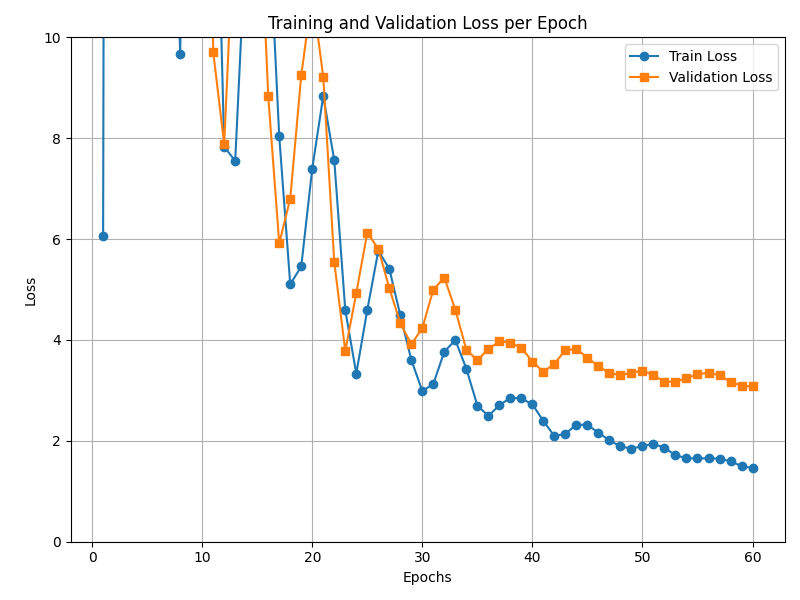 Training and Validation Loss per Epoch
Train Loss
Validation Loss
Loss
10
8
6
4
2
0
0 10 20 30 40 50 60
Epochs